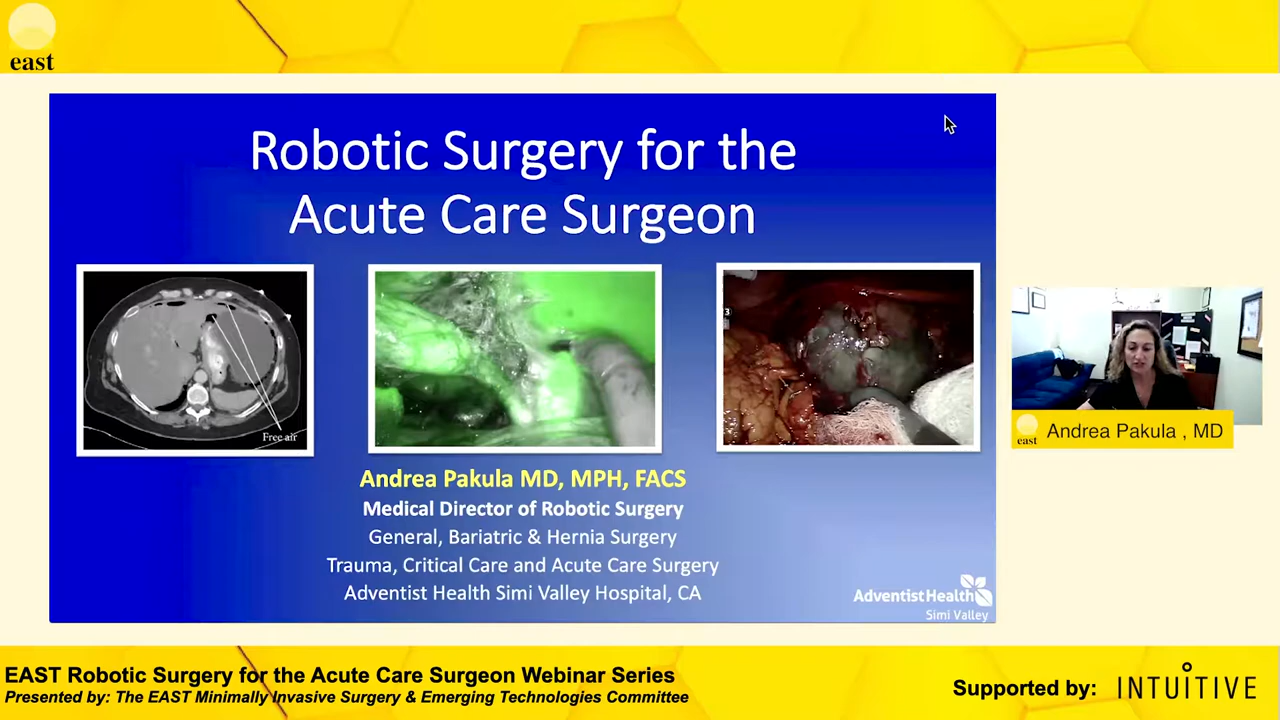 east
Robotic Surgery for the
Acute Care Surgeon
Free air
3
Andrea Pakula MD, MPH, FACS
Medical Director of Robotic Surgery
General, Bariatric & Hernia Surgery
Trauma, Critical Care and Acute Care Surgery
Adventist Health Simi Valley Hospital, CA
AdventistHealth
Simi Valley
east
Andrea Pakula , MD
EAST Robotic Surgery for the Acute Care Surgeon Webinar Series
Presented by: The EAST Minimally Invasive Surgery & Emerging Technologies Committee
Supported by: INTUITIVE